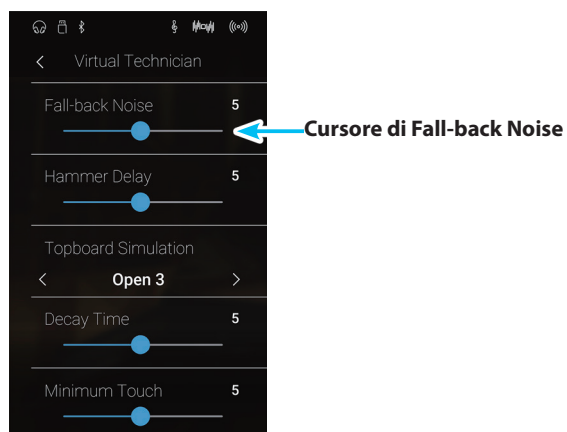 Virtual Technician
Fall-back Noise 5
Cursore di Fall-back Noise
Hammer Delay 5
Topboard Simulation
Open 3
Decay Time 5
Minimum Touch 5